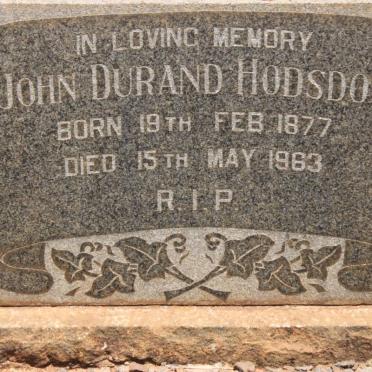 IN LOVING MEMORY
JOHN DURAND HODSDO
BORN 19TH FEB 1877
DIED 15TH MAY 1963
R.I.P